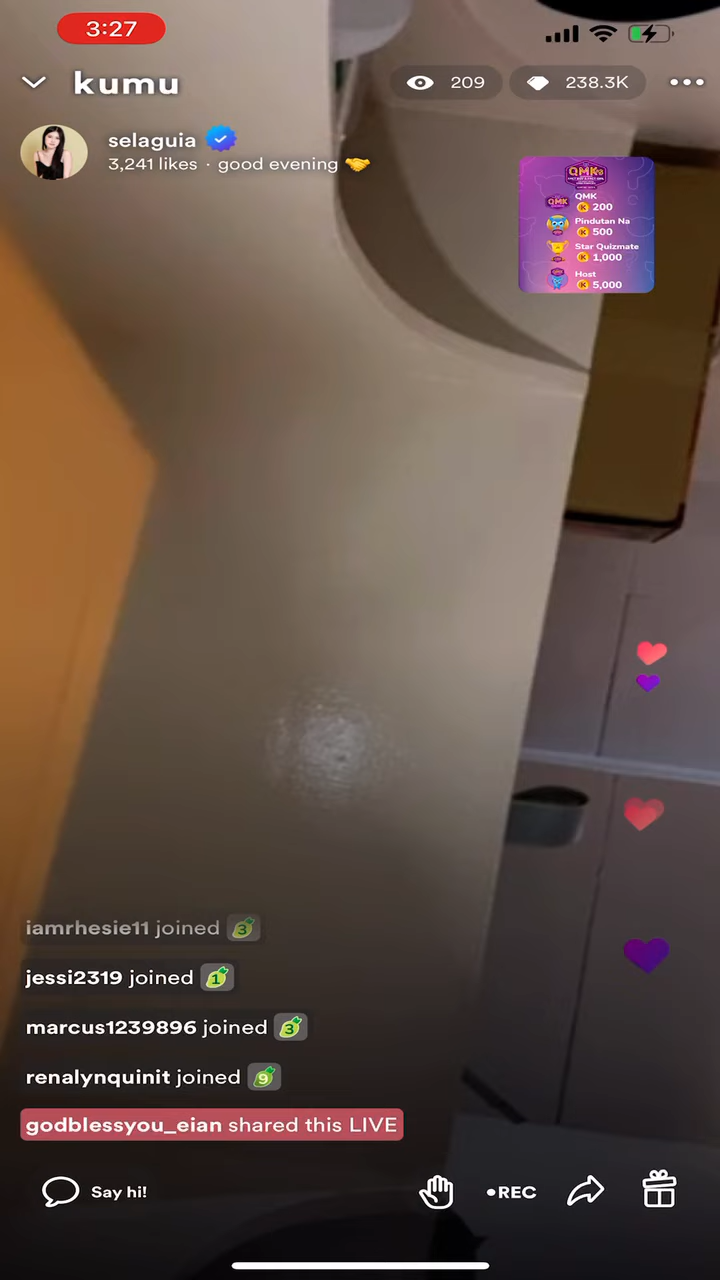 3:27
kumu
209
238.3K
selaguia
3,241 likes · good evening 🤝
QMK
QMK
200
Pindutan Na
500
Star Quizmate
1,000
Host
5,000
iamrhesie11 joined 3
jessi2319 joined 1
marcus1239896 joined 3
renalynquinit joined 9
godblessyou_eian shared this LIVE
Say hi!
•REC